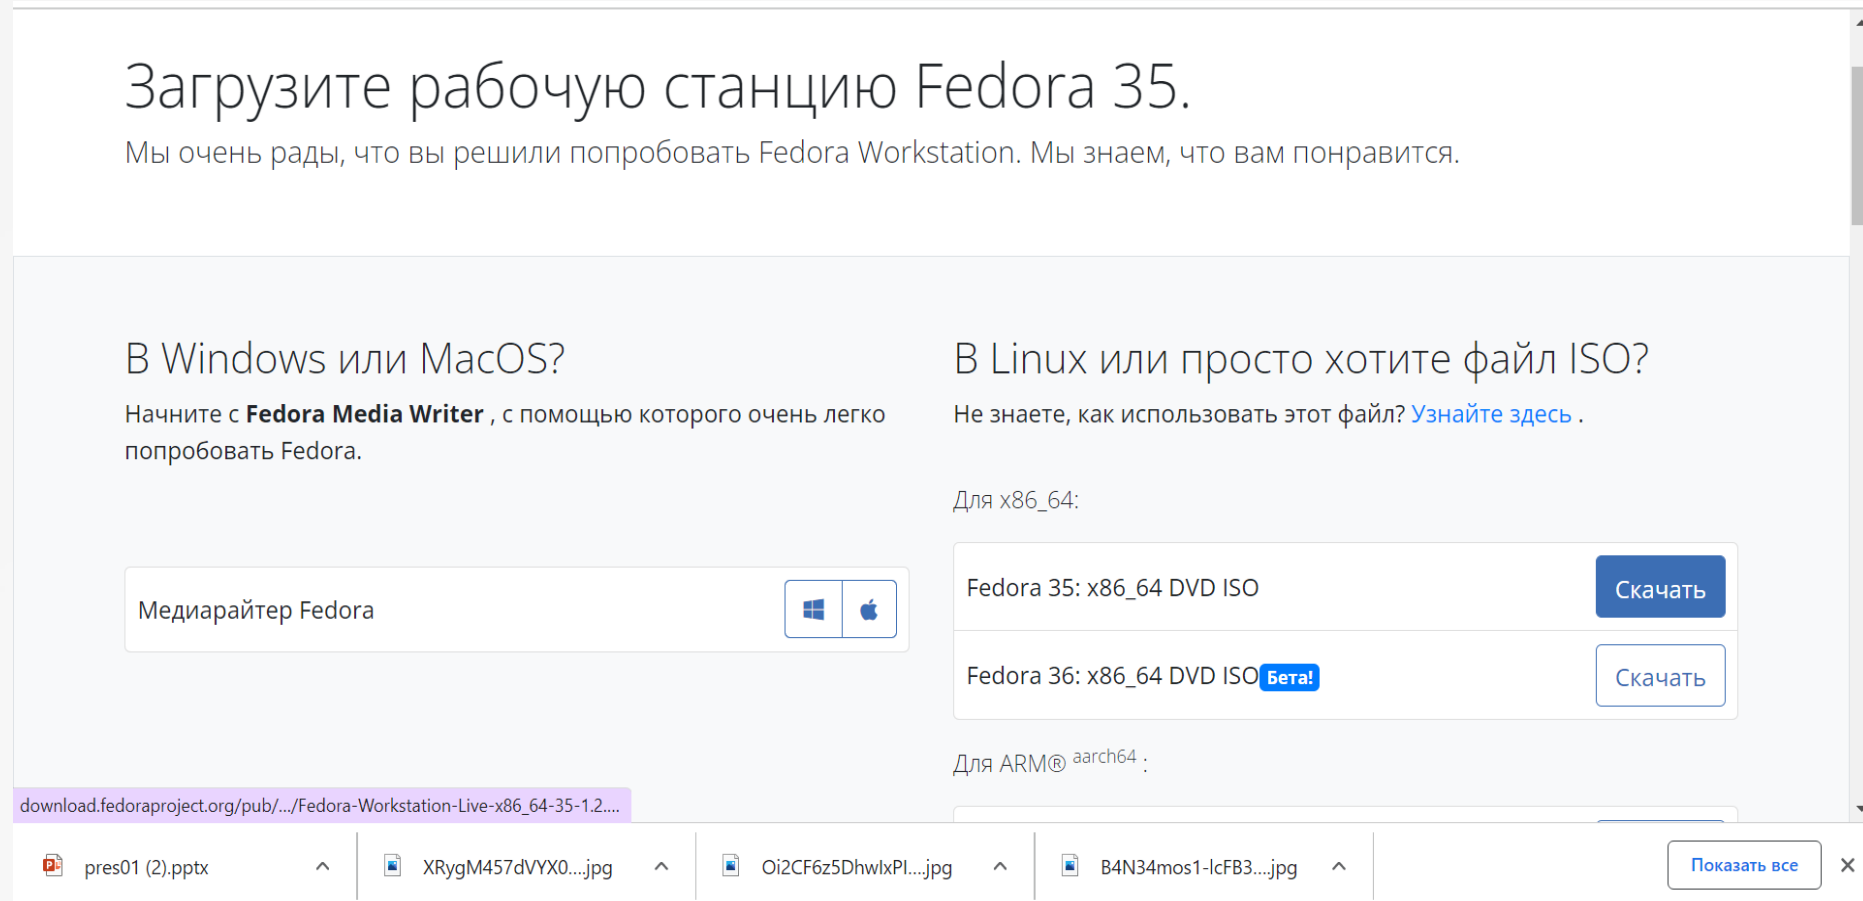 Загрузите рабочую станцию Fedora 35.
Мы очень рады, что вы решили попробовать Fedora Workstation. Мы знаем, что вам понравится.
В Windows или MacOS?
Начните с Fedora Media Writer , с помощью которого очень легко
попробовать Fedora.
Медиарайтер Fedora
В Linux или просто хотите файл ISO?
Не знаете, как использовать этот файл? Узнайте здесь .
Для x86_64:
Fedora 35: x86_64 DVD ISO
Скачать
Fedora 36: x86_64 DVD ISO Бета!
Скачать
Для ARM® aarch64 :
download.fedoraproject.org/pub/.../Fedora-Workstation-Live-x86_64-35-1.2....
pres01 (2).pptx
XRygM457dVYX0....jpg
Oi2CF6z5DhwIxPI....jpg
B4N34mos1-lcFB3....jpg
Показать все